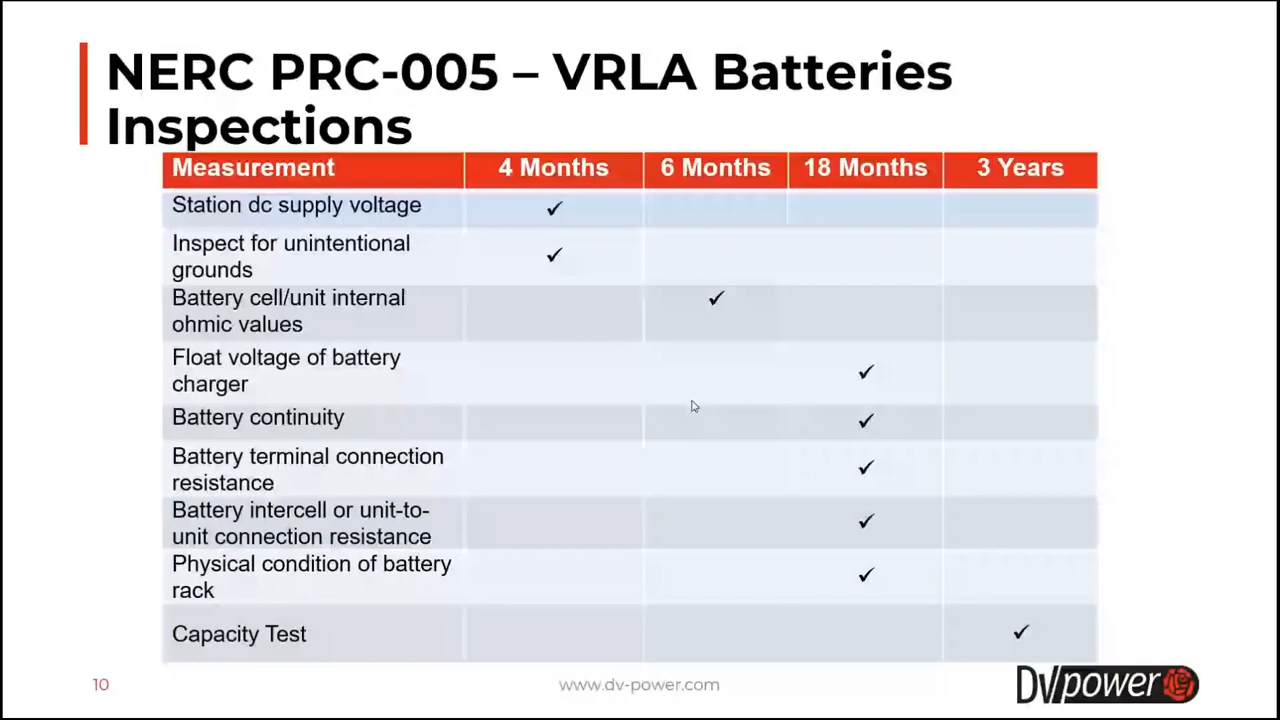 NERC PRC-005 – VRLA Batteries
Inspections
Measurement 4 Months 6 Months 18 Months 3 Years
Station dc supply voltage ✓
Inspect for unintentional
grounds ✓
Battery cell/unit internal
ohmic values ✓
Float voltage of battery
charger ✓
Battery continuity ✓
Battery terminal connection
resistance ✓
Battery intercell or unit-to-
unit connection resistance ✓
Physical condition of battery
rack ✓
Capacity Test ✓
10 www.dv-power.com DVpower